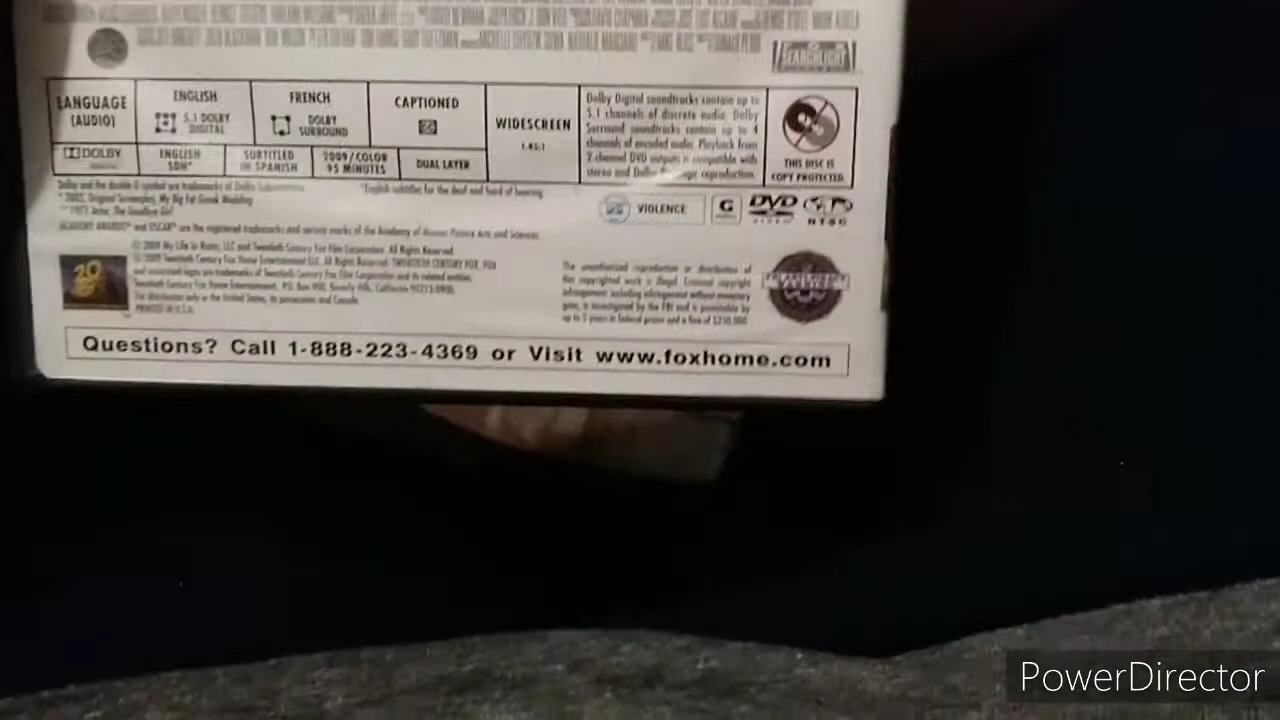 SEARCHLIGHT
LANGUAGE
(AUDIO)
ENGLISH
5.1 DOLBY
DIGITAL
FRENCH
DOLBY
SURROUND
CAPTIONED
WIDESCREEN
1.85:1
Dolby Digital soundtracks contain up to
5.1 channels of discrete audio. Dolby
Surround soundtracks contain up to 4
channels of encoded audio. Playback from
2-channel DVD outputs is compatible with
stereo and Dolby Pro Logic reproduction.
THIS DISC IS
COPY PROTECTED
DOLBY
ENGLISH
SDH*
SUBTITLED
IN SPANISH
2009/COLOR
95 MINUTES
DUAL LAYER
Dolby and the double-D symbol are trademarks of Dolby Laboratories.
*English subtitles for the deaf and hard of hearing
* 2002, Original Screenplay, My Big Fat Greek Wedding
** 1977, Actor, The Goodbye Girl
VIOLENCE
G
DVD
VIDEO
NTSC
ACADEMY AWARDS® and OSCAR® are the registered trademarks and service marks of the Academy of Motion Picture Arts and Sciences.
© 2009 My Life In Ruins, LLC and Twentieth Century Fox Film Corporation. All Rights Reserved.
© 2009 Twentieth Century Fox Home Entertainment LLC. All Rights Reserved. TWENTIETH CENTURY FOX, FOX
and associated logos are trademarks of Twentieth Century Fox Film Corporation and its related entities.
Twentieth Century Fox Home Entertainment. P.O. Box 900, Beverly Hills, California 90213-0900.
For distribution only in the United States, its possessions and Canada.
PRINTED IN U.S.A.
The unauthorized reproduction or distribution of
this copyrighted work is illegal. Criminal copyright
infringement, including infringement without monetary
gain, is investigated by the FBI and is punishable by
up to 5 years in federal prison and a fine of $250,000.
20
Questions? Call 1-888-223-4369 or Visit www.foxhome.com
PowerDirector